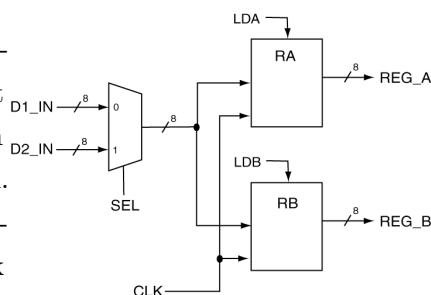 LDA
RA
8
REG_A
D1_IN
8
0
8
D2_IN
8
1
SEL
LDB
RB
8
REG_B
CLK